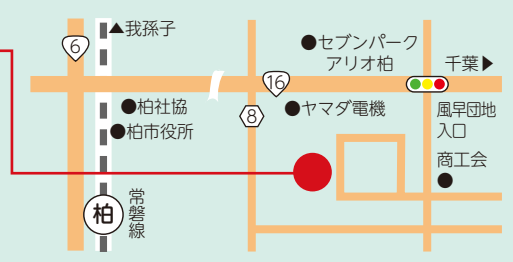 ▲我孫子
6
●セブンパーク
アリオ柏
千葉▶
16
●柏社協
●柏市役所
8
●ヤマダ電機
風早団地
入口
商工会
●
柏
常磐線